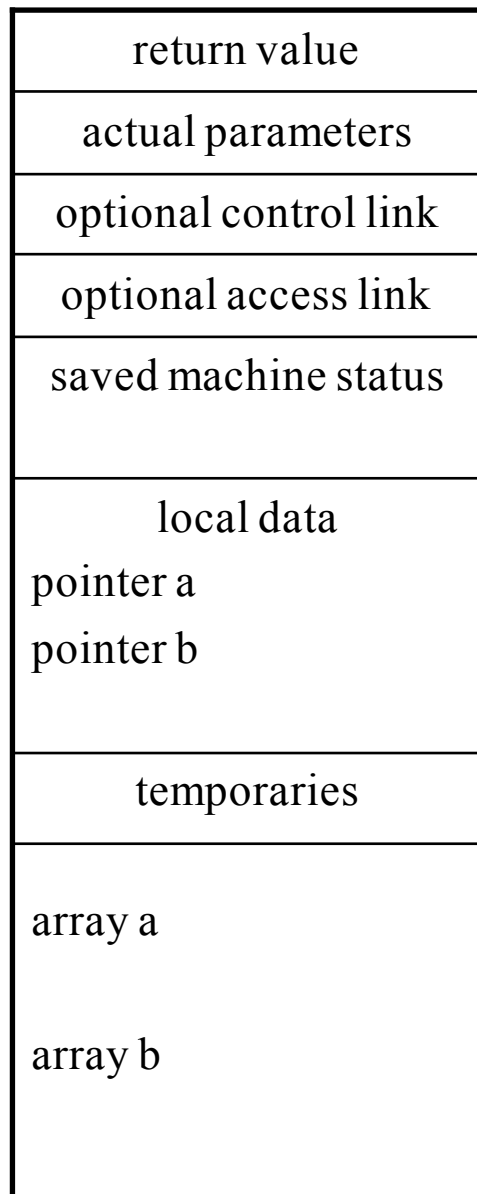 return value
actual parameters
optional control link
optional access link
saved machine status
local data
pointer a
pointer b
temporaries
array a
array b